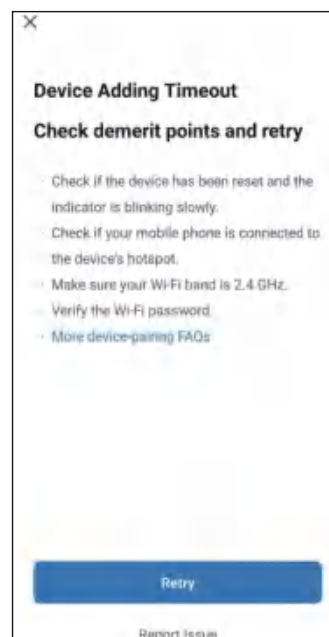 Device Adding Timeout
Check demerit points and retry
· Check if the device has been reset and the
indicator is blinking slowly.
· Check if your mobile phone is connected to
the device's hotspot.
· Make sure your Wi-Fi band is 2.4 GHz.
· Verify the Wi-Fi password.
· More device-pairing FAQs
Retry
Report Issue